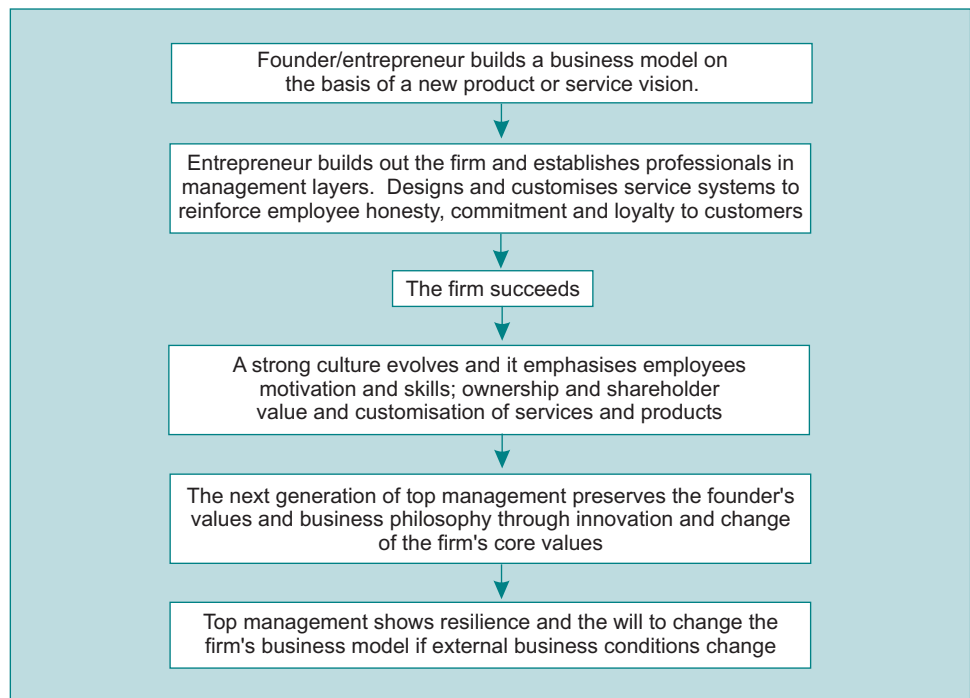 Founder/entrepreneur builds a business model on
the basis of a new product or service vision.
Entrepreneur builds out the firm and establishes professionals in
management layers. Designs and customises service systems to
reinforce employee honesty, commitment and loyalty to customers
The firm succeeds
A strong culture evolves and it emphasises employees
motivation and skills; ownership and shareholder
value and customisation of services and products
The next generation of top management preserves the founder's
values and business philosophy through innovation and change
of the firm's core values
Top management shows resilience and the will to change the
firm's business model if external business conditions change